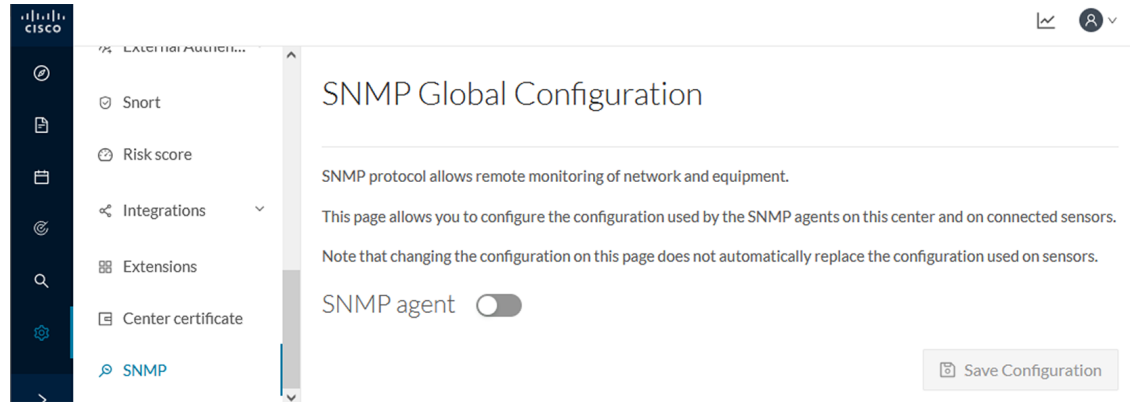 CISCO
External Authen...
Snort
Risk score
Integrations
Extensions
Center certificate
SNMP
SNMP Global Configuration
SNMP protocol allows remote monitoring of network and equipment.
This page allows you to configure the configuration used by the SNMP agents on this center and on connected sensors.
Note that changing the configuration on this page does not automatically replace the configuration used on sensors.
SNMP agent
Save Configuration